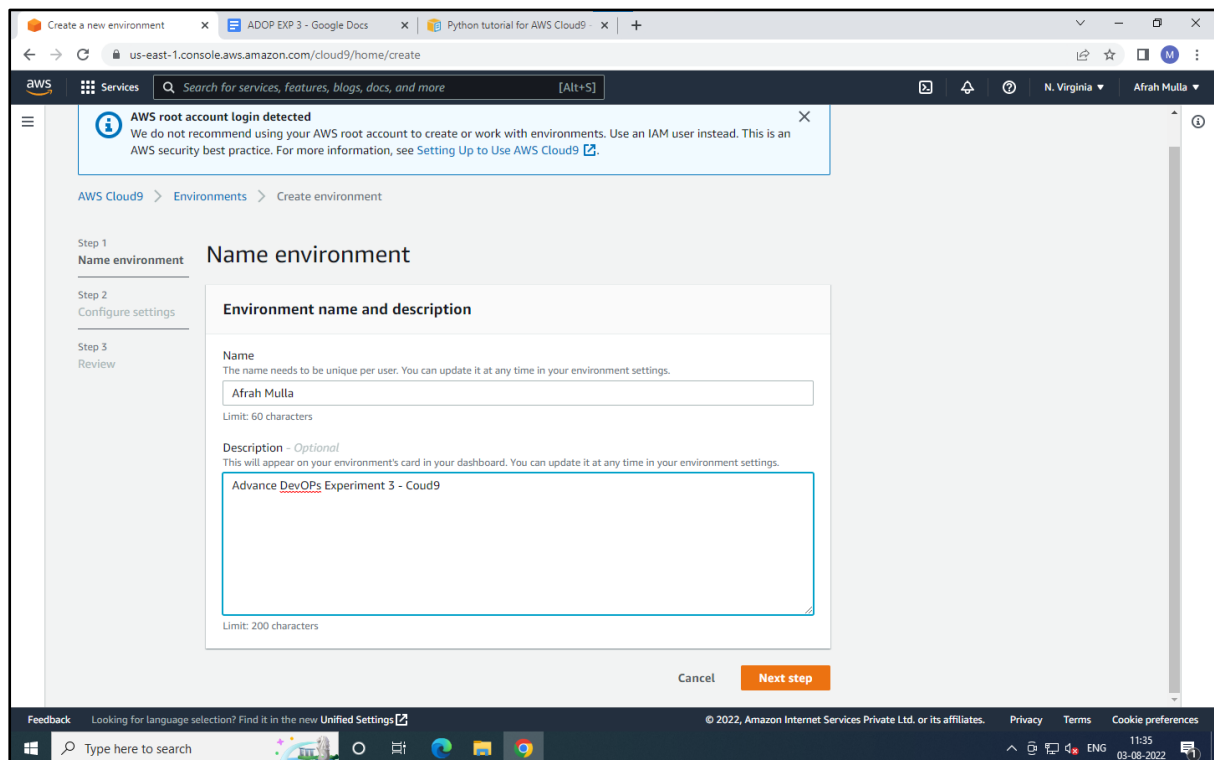 Create a new environment
ADOP EXP 3 - Google Docs
Python tutorial for AWS Cloud9 -
us-east-1.console.aws.amazon.com/cloud9/home/create
M
aws
Services
Search for services, features, blogs, docs, and more
[Alt+S]
N. Virginia
Afrah Mulla
AWS root account login detected
We do not recommend using your AWS root account to create or work with environments. Use an IAM user instead. This is an
AWS security best practice. For more information, see Setting Up to Use AWS Cloud9.
AWS Cloud9 > Environments > Create environment
Step 1
Name environment
Step 2
Configure settings
Step 3
Review
Name environment
Environment name and description
Name
The name needs to be unique per user. You can update it at any time in your environment settings.
Afrah Mulla
Limit: 60 characters
Description - Optional
This will appear on your environment's card in your dashboard. You can update it at any time in your environment settings.
Advance DevOPs Experiment 3 - Coud9
Limit: 200 characters
Cancel
Next step
Feedback
Looking for language selection? Find it in the new Unified Settings
© 2022, Amazon Internet Services Private Ltd. or its affiliates.
Privacy
Terms
Cookie preferences
Type here to search
ENG
11:35
03-08-2022
1